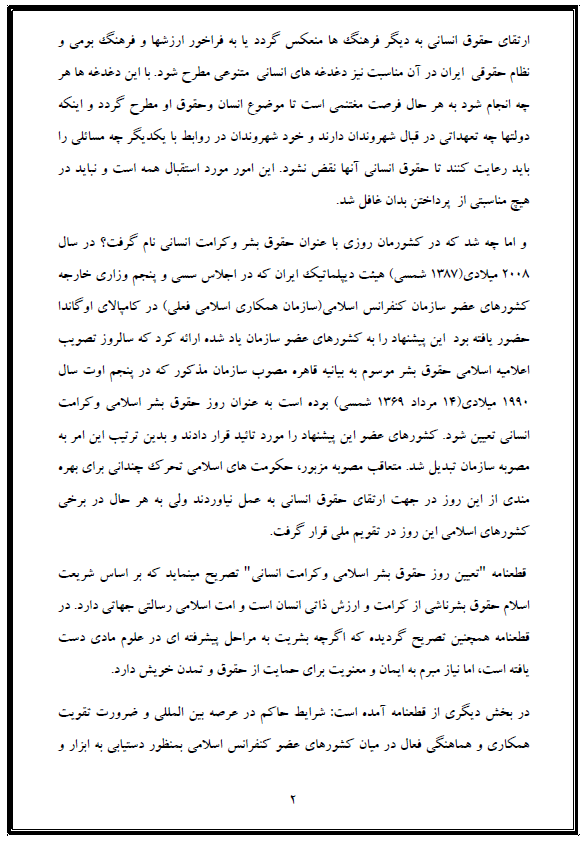 ارتقای حقوق انسانی به دیگر فرهنگ ها منعکس گردد یا به فراخور ارزشها و فرهنگ بومی و
نظام حقوقی ایران در آن مناسبت نیز دغدغه های انسانی متنوعی مطرح شود. با این دغدغه ها هر
چه انجام شود به هر حال فرصت مغتنمی است تا موضوع انسان وحقوق او مطرح گردد و اینکه
دولتها چه تعهداتی در قبال شهروندان دارند و خود شهروندان در روابط با یکدیگر چه مسائلی را
باید رعایت کنند تا حقوق انسانی آنها نقض نشود. این امور مورد استقبال همه است و نباید در
هیچ مناسبتی از پرداختن بدان غافل شد.
و اما چه شد که در کشورمان روزی با عنوان حقوق بشر وکرامت انسانی نام گرفت؟ در سال
۲۰۰۸ میلادی(۱۳۸۷ شمسی) هیئت دیپلماتیک ایران که در اجلاس سسی و پنجم وزاری خارجه
کشورهای عضو سازمان کنفرانس اسلامی(سازمان همکاری اسلامی فعلی) در کامپالای اوگاندا
حضور یافته بود این پیشنهاد را به کشورهای عضو سازمان یاد شده ارائه کرد که سالروز تصویب
اعلامیه اسلامی حقوق بشر موسوم به بیانیه قاهره مصوب سازمان مذکور که در پنجم اوت سال
۱۹۹۰ میلادی(۱۴ مرداد ۱۳۶۹ شمسی) بوده است به عنوان روز حقوق بشر اسلامی وکرامت
انسانی تعیین شود. کشورهای عضو این پیشنهاد را مورد تائید قرار دادند و بدین ترتیب این امر به
مصوبه سازمان تبدیل شد. متعاقب مصوبه مزبور، حکومت های اسلامی تحرک چندانی برای بهره
مندی از این روز در جهت ارتقای حقوق انسانی به عمل نیاوردند ولی به هر حال در برخی
کشورهای اسلامی این روز در تقویم ملی قرار گرفت.
قطعنامه "تعیین روز حقوق بشر اسلامی وکرامت انسانی" تصریح مینماید که بر اساس شریعت
اسلام حقوق بشرناشی از کرامت و ارزش ذاتی انسان است و امت اسلامی رسالتی جهاتی دارد. در
قطعنامه همچنین تصریح گردیده که اگرچه بشریت به مراحل پیشرفته ای در علوم مادی دست
یافته است، اما نیاز مبرم به ایمان و معنویت برای حمایت از حقوق و تمدن خویش دارد.
در بخش دیگری از قطعنامه آمده است: شرایط حاکم در عرصه بین المللی و ضرورت تقویت
همکاری و هماهنگی فعال در میان کشورهای عضو کنفرانس اسلامی بمنظور دستیابی به ابزار و
۲